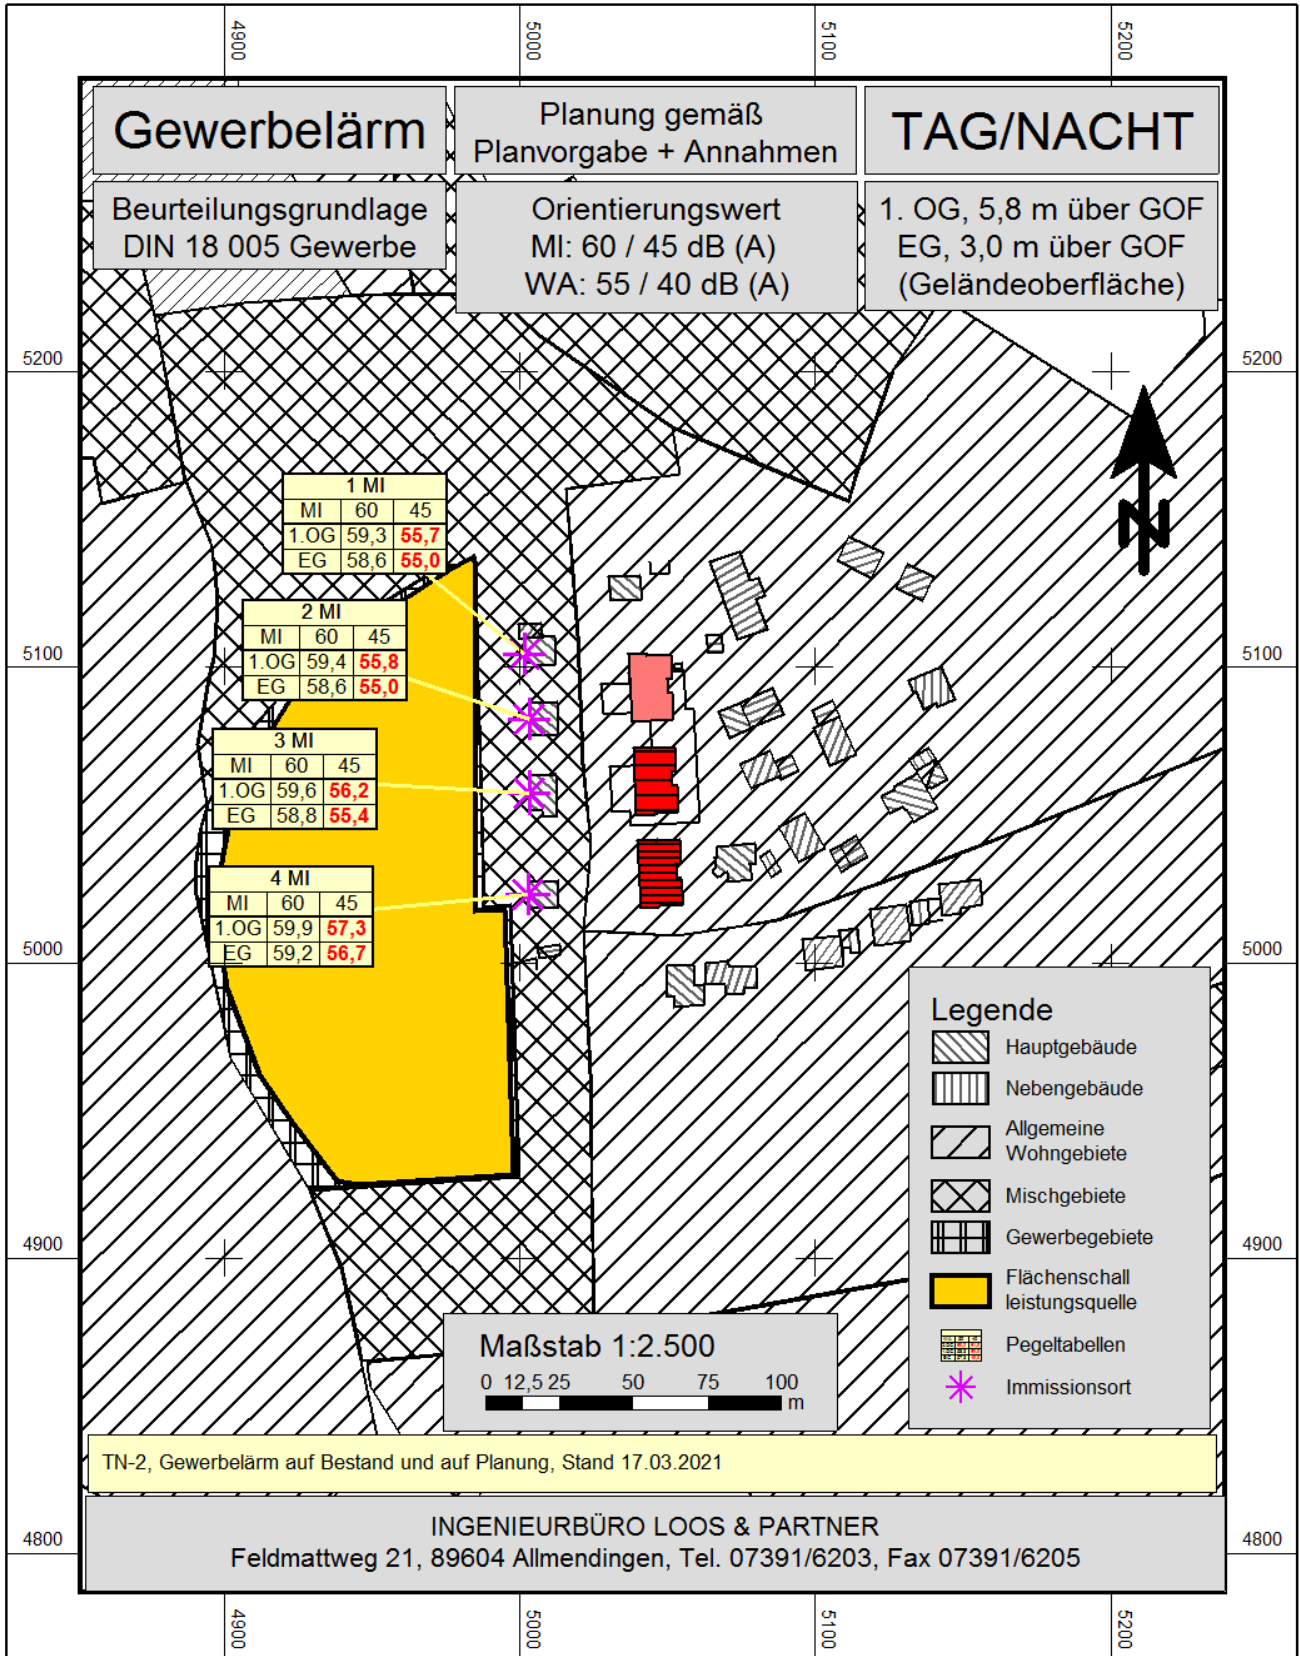 4900 5000 5100 5200
Gewerbelärm
Planung gemäß
Planvorgabe + Annahmen
TAG/NACHT
Beurteilungsgrundlage
DIN 18 005 Gewerbe
Orientierungswert
MI: 60 / 45 dB (A)
WA: 55 / 40 dB (A)
1. OG, 5,8 m über GOF
EG, 3,0 m über GOF
(Geländeoberfläche)
5200 5200
1 MI
MI 60 45
1.OG 59,3 55,7
EG 58,6 55,0
N
2 MI
MI 60 45
1.OG 59,4 55,8
EG 58,6 55,0
5100 5100
3 MI
MI 60 45
1.OG 59,6 56,2
EG 58,8 55,4
4 MI
MI 60 45
1.OG 59,9 57,3
EG 59,2 56,7
5000 5000
Legende
Hauptgebäude
Nebengebäude
Allgemeine
Wohngebiete
Mischgebiete
Gewerbegebiete
Flächenschall
leistungsquelle
Pegeltabellen
Immissionsort
4900 4900
Maßstab 1:2.500
0 12,5 25 50 75 100
m
TN-2, Gewerbelärm auf Bestand und auf Planung, Stand 17.03.2021
INGENIEURBÜRO LOOS & PARTNER
Feldmattweg 21, 89604 Allmendingen, Tel. 07391/6203, Fax 07391/6205
4800 4800
4900 5000 5100 5200